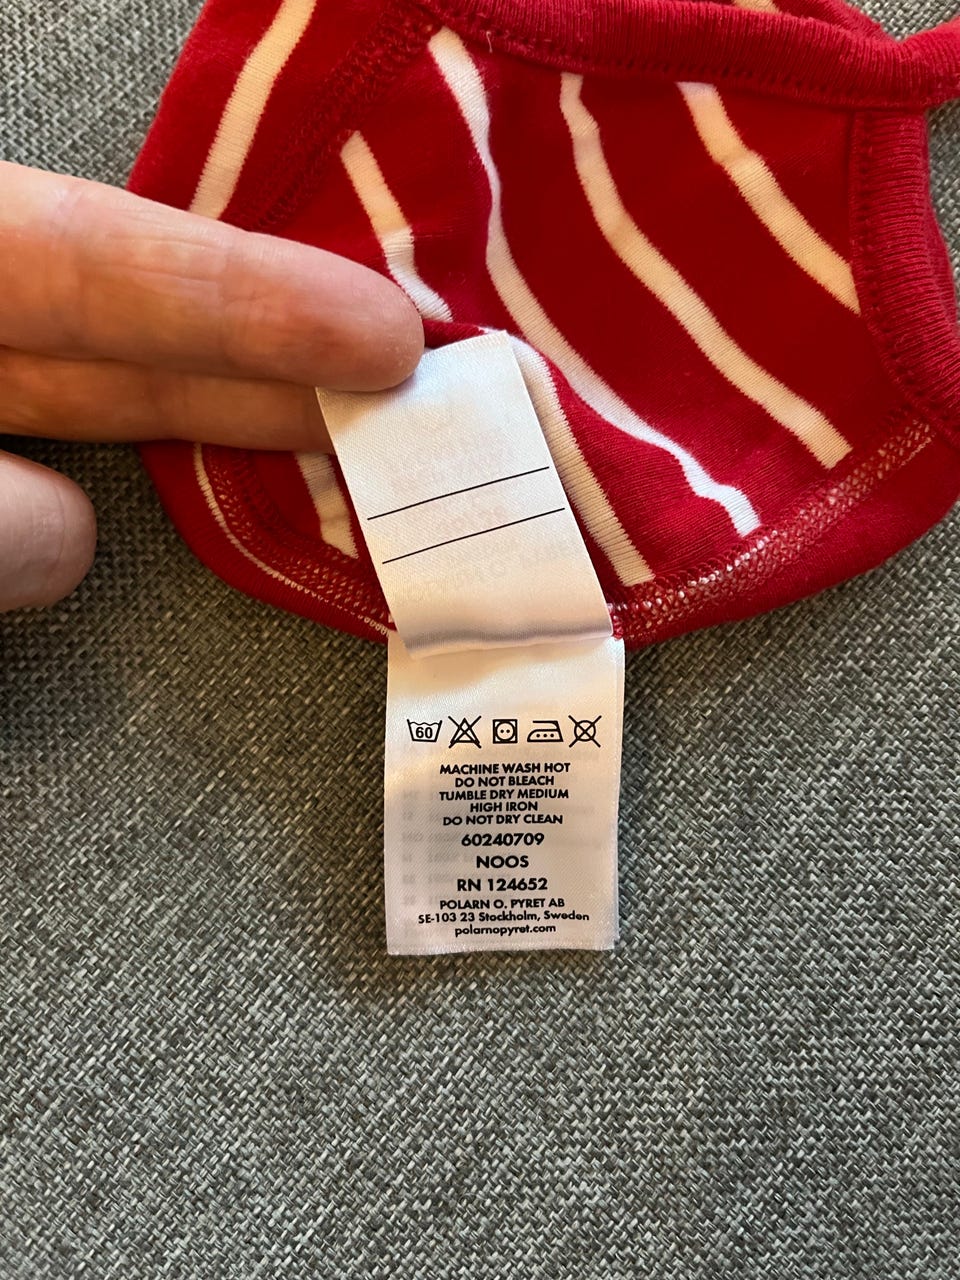 60
MACHINE WASH HOT
DO NOT BLEACH
TUMBLE DRY MEDIUM
HIGH IRON
DO NOT DRY CLEAN
60240709
NOOS
RN 124652
POLARN O. PYRET AB
SE-103 23 Stockholm, Sweden
polarnopyret.com